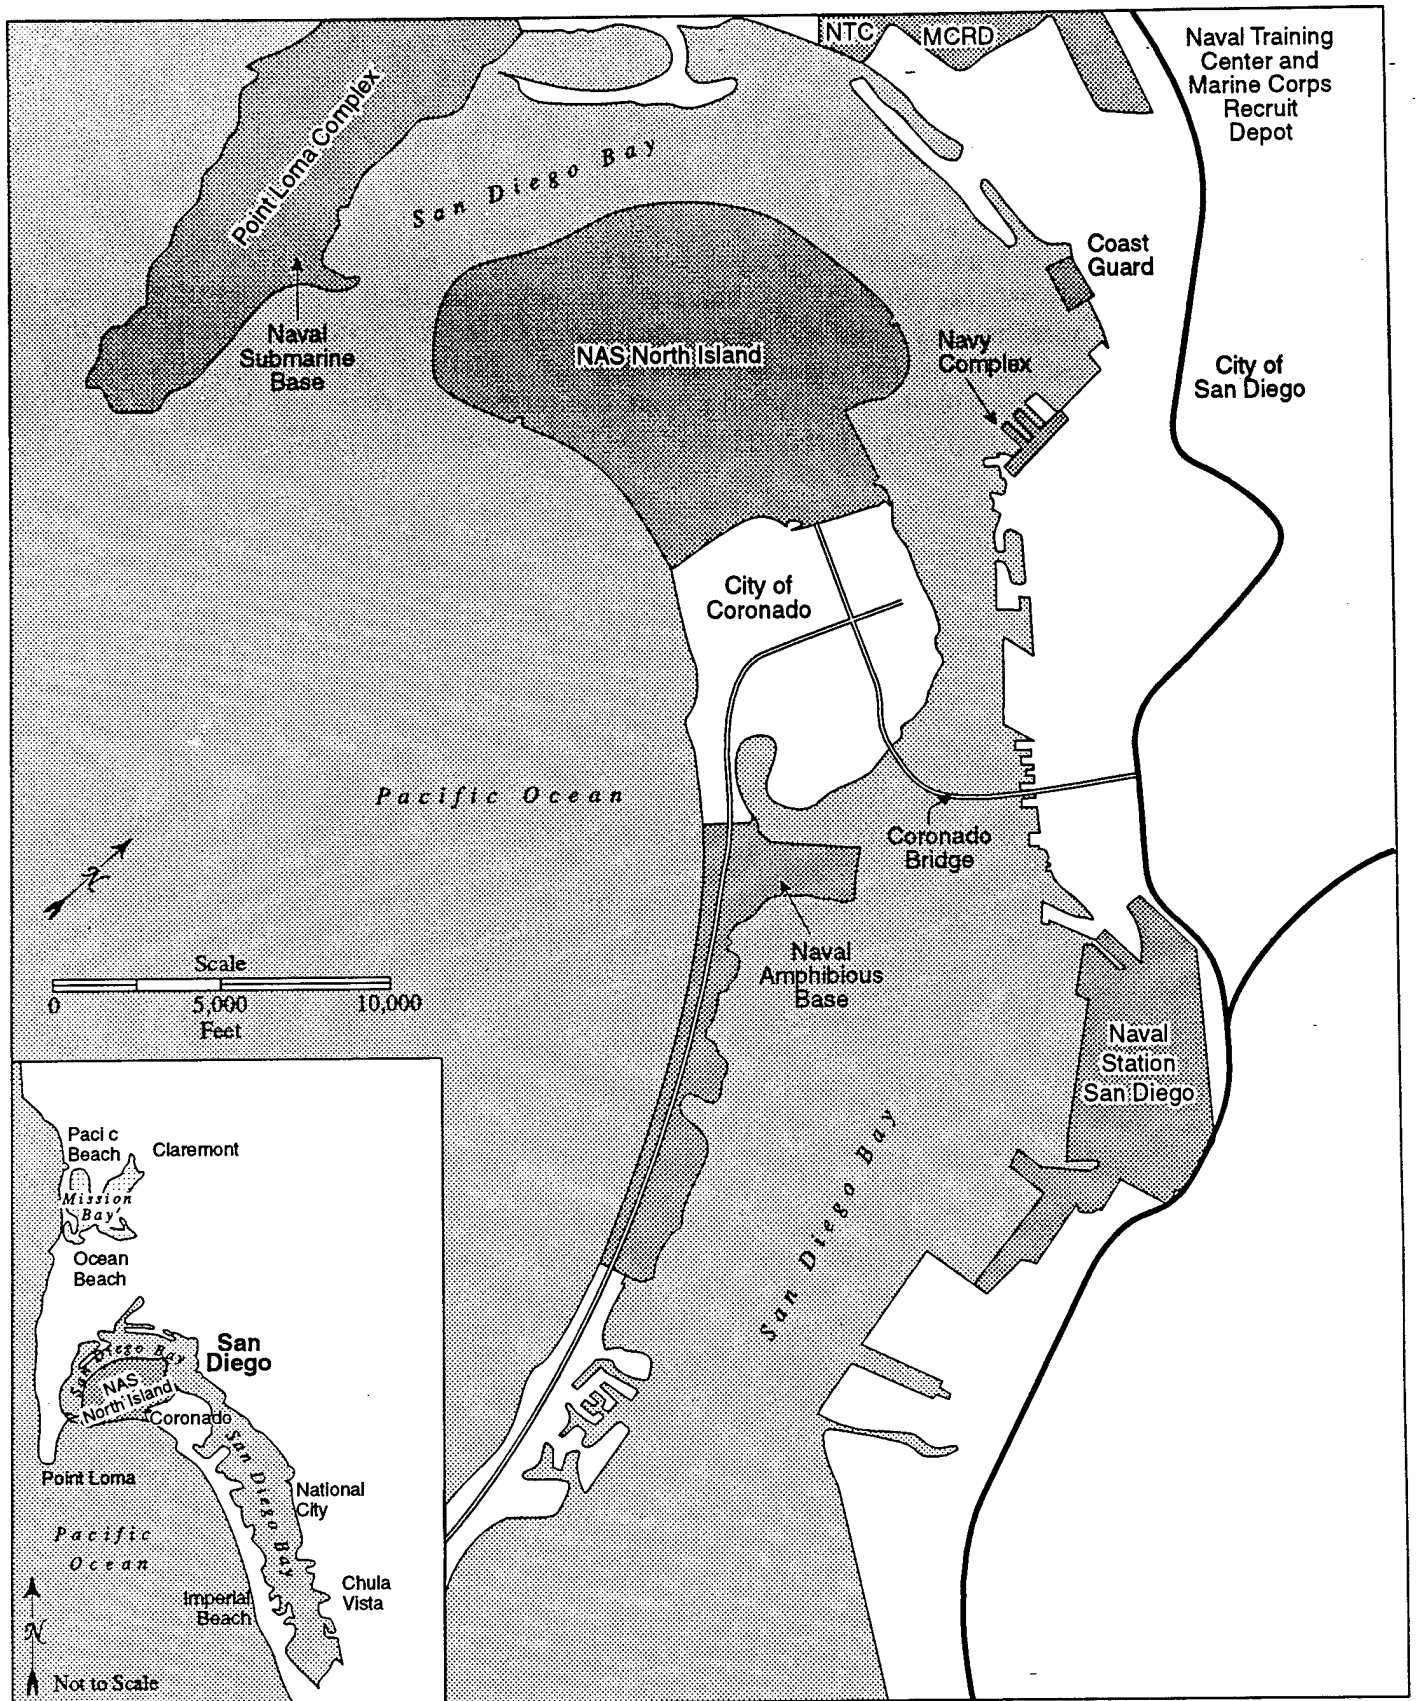 NTC
MCRD
Naval Training
Center and
Marine Corps
Recruit
Depot
Point Loma Complex
San Diego Bay
Coast
Guard
Naval
Submarine
Base
NAS North Island
Navy
Complex
City of
San Diego
City of
Coronado
Pacific Ocean
Coronado
Bridge
N
Naval
Amphibious
Base
Scale
0 5,000 10,000
Feet
Naval
Station
San Diego
San Diego Bay
Paci c
Beach
Claremont
Mission
Bay
Ocean
Beach
San
Diego
San Diego Bay
NAS
North Island
Coronado
San Diego Bay
Point Loma
National
City
Pacific
Ocean
Imperial
Beach
Chula
Vista
N
Not to Scale